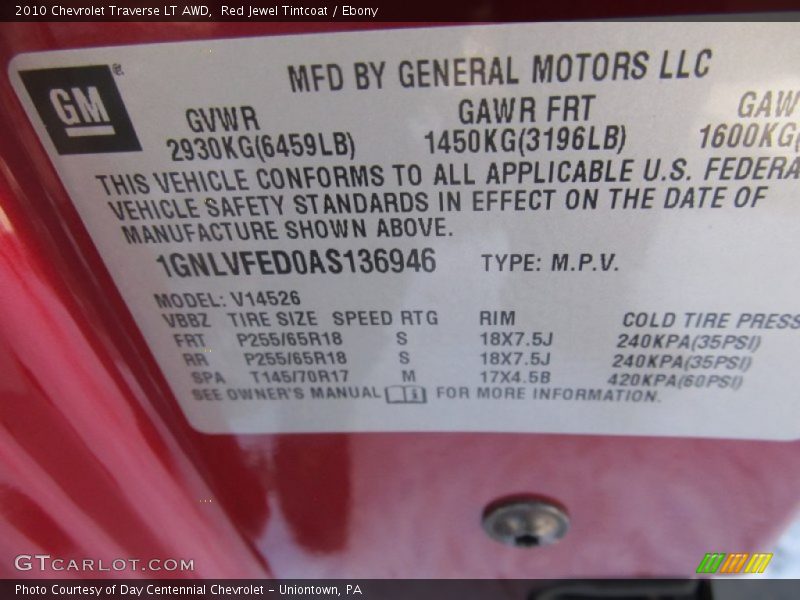 2010 Chevrolet Traverse LT AWD,  Red Jewel Tintcoat / Ebony
MFD BY GENERAL MOTORS LLC
GM®
GVWR GAWR FRT GAW
2930KG(6459LB) 1450KG(3196LB) 1600KG(
THIS VEHICLE CONFORMS TO ALL APPLICABLE U.S. FEDERA
VEHICLE SAFETY STANDARDS IN EFFECT ON THE DATE OF
MANUFACTURE SHOWN ABOVE.
1GNLVFED0AS136946 TYPE: M.P.V.
MODEL: V14526
VBBZ TIRE SIZE SPEED RTG RIM COLD TIRE PRESS
FRT P255/65R18 S 18X7.5J 240KPA(35PSI)
RR P255/65R18 S 18X7.5J 240KPA(35PSI)
SPA T145/70R17 M 17X4.5B 420KPA(60PSI)
SEE OWNER'S MANUAL FOR MORE INFORMATION.
GTCARLOT.COM
Photo Courtesy of Day Centennial Chevrolet - Uniontown, PA